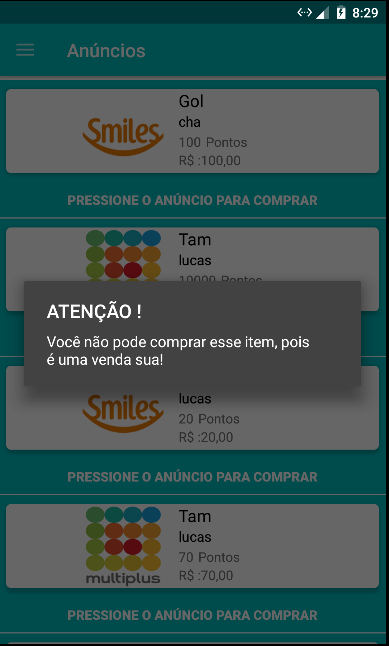 8:29
Anúncios
Gol
Smiles
cha
100 Pontos
R$ :100,00
PRESSIONE O ANÚNCIO PARA COMPRAR
Tam
lucas
10000 Pontos
ATENÇÃO !
Você não pode comprar esse item, pois
é uma venda sua!
Smiles
lucas
20 Pontos
R$ :20,00
PRESSIONE O ANÚNCIO PARA COMPRAR
Tam
lucas
70 Pontos
multiplus
R$ :70,00
PRESSIONE O ANÚNCIO PARA COMPRAR